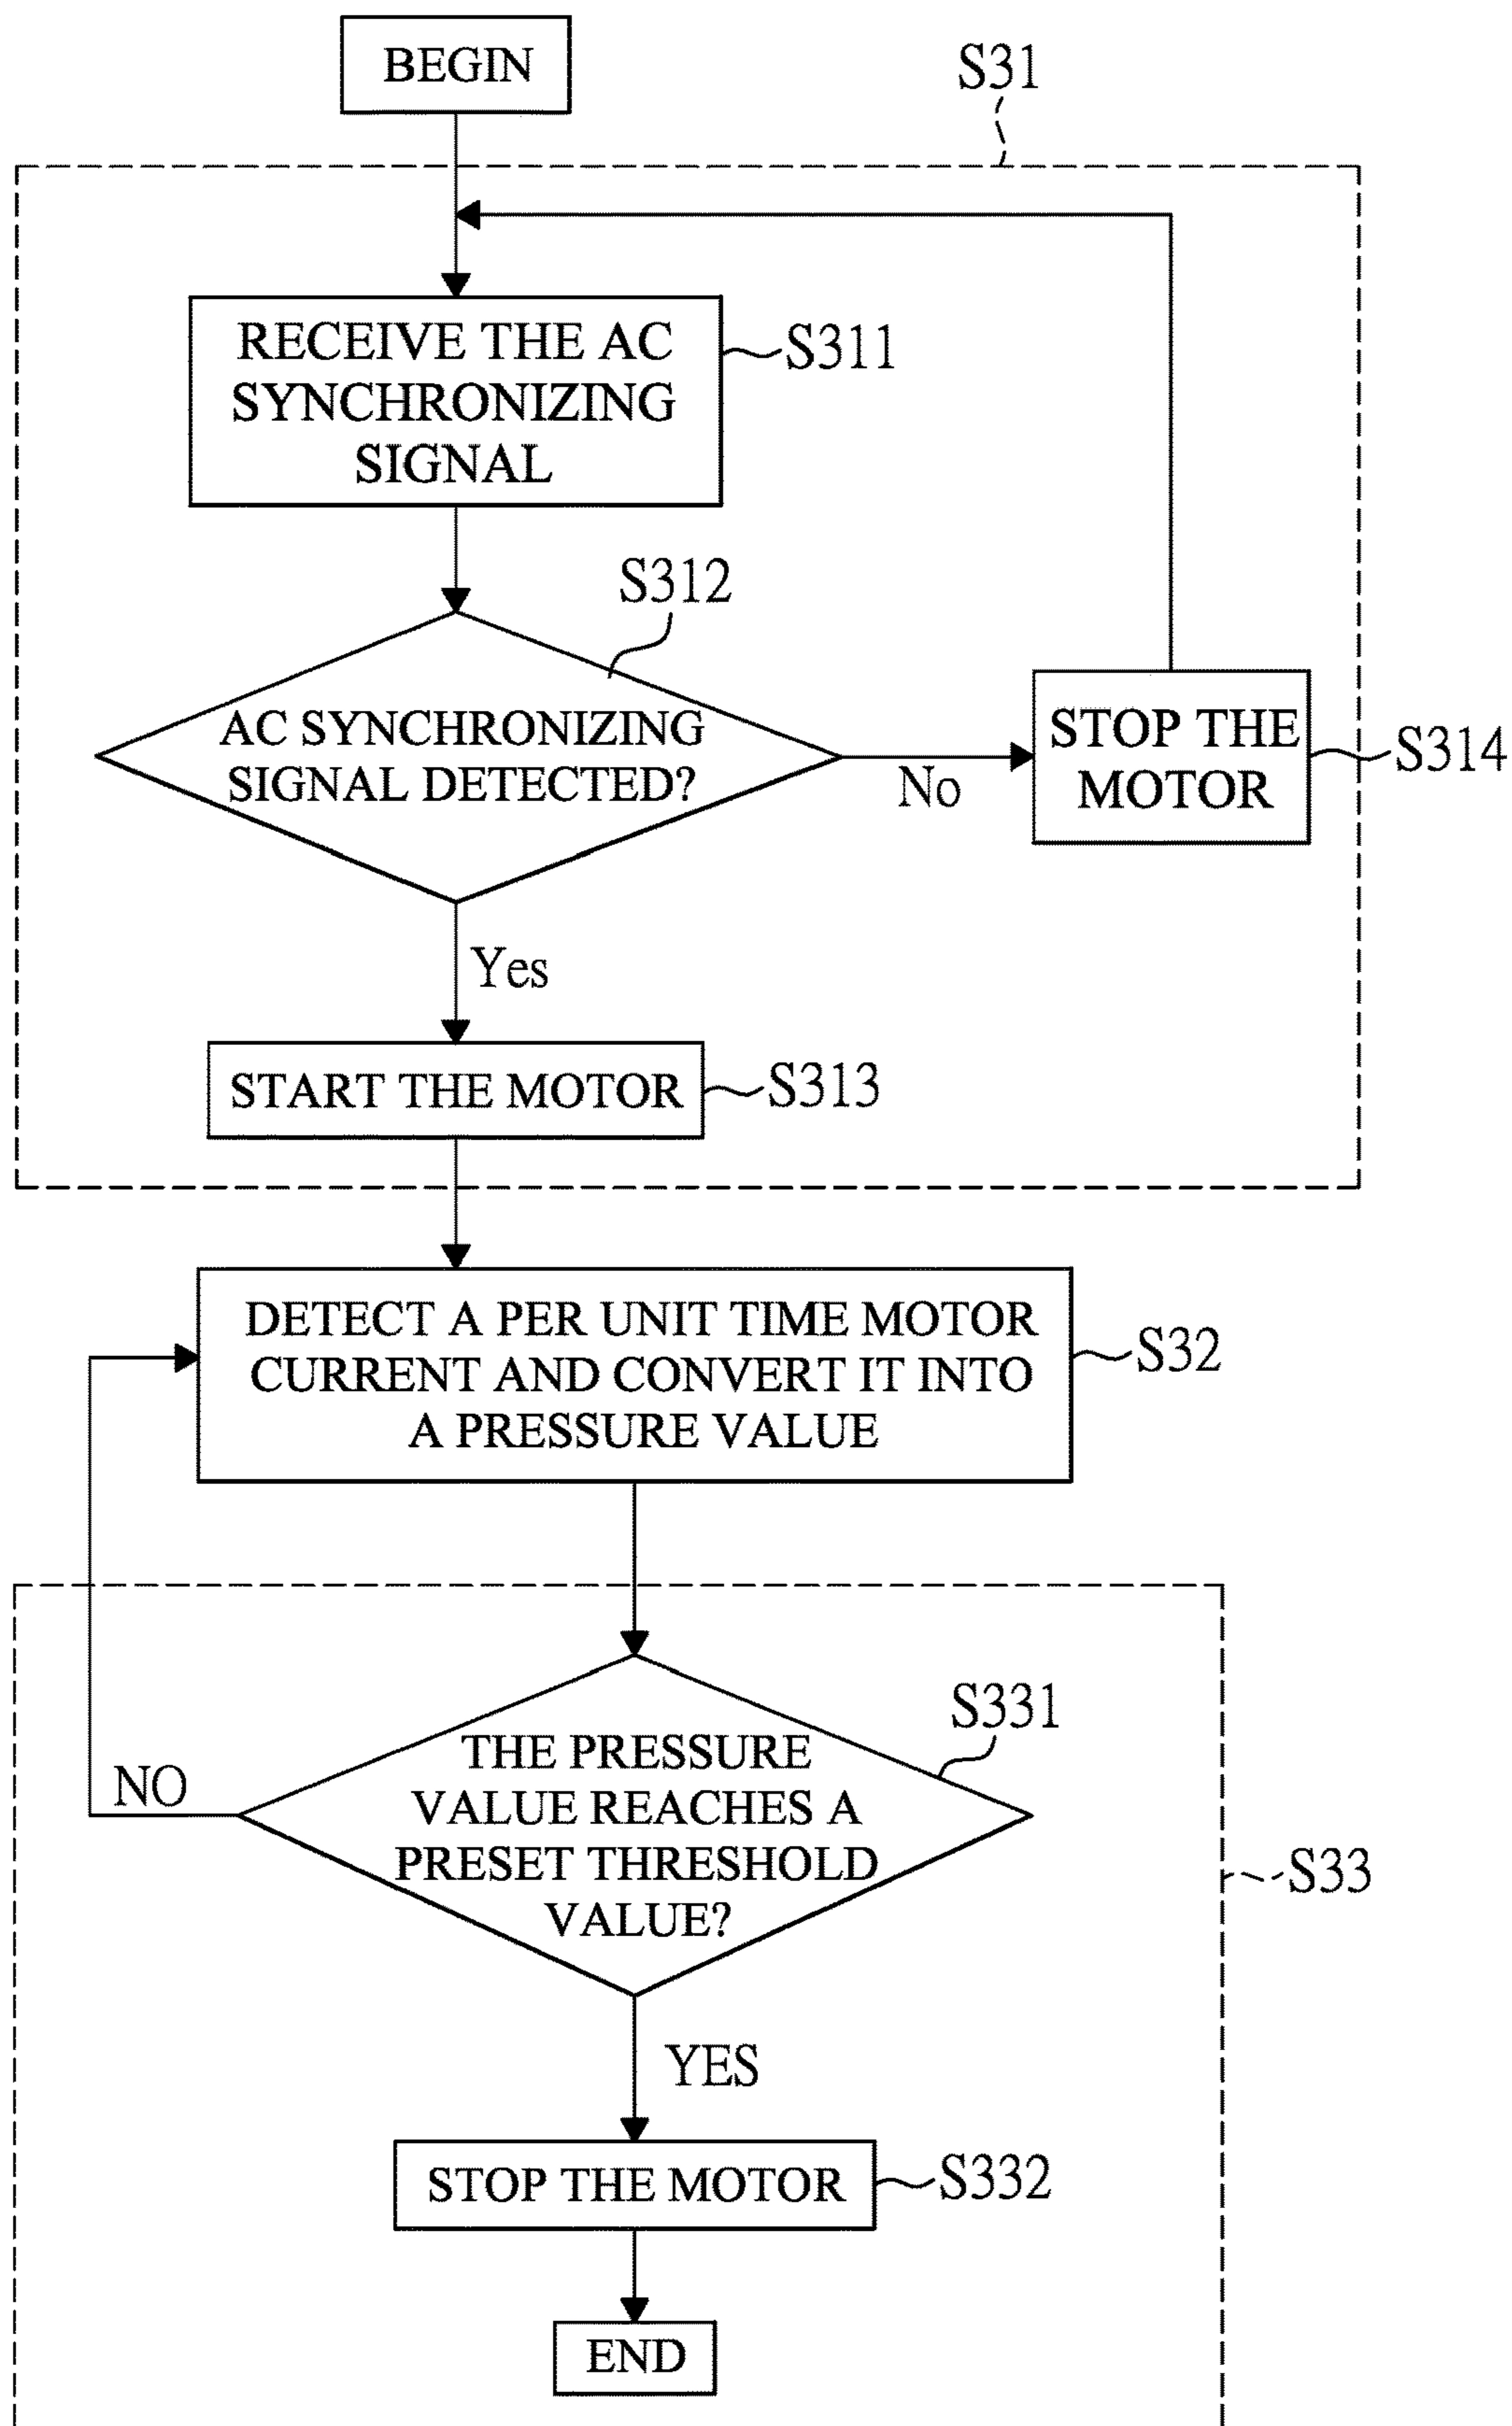 BEGIN
S31
RECEIVE THE AC
SYNCHRONIZING
SIGNAL
S311
S312
AC SYNCHRONIZING
SIGNAL DETECTED?
No
STOP THE
MOTOR
S314
Yes
START THE MOTOR
S313
DETECT A PER UNIT TIME MOTOR
CURRENT AND CONVERT IT INTO
A PRESSURE VALUE
S32
S331
THE PRESSURE
VALUE REACHES A
PRESET THRESHOLD
VALUE?
NO
S33
YES
STOP THE MOTOR
S332
END